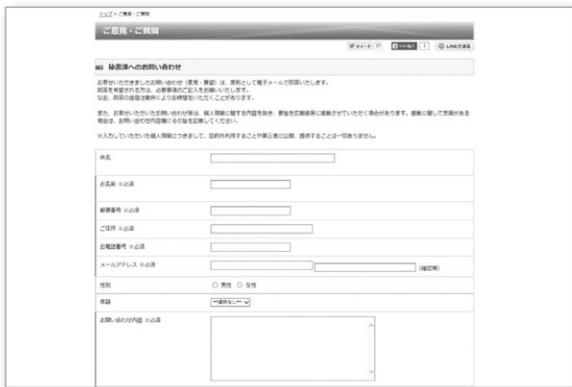 トップ > ご意見・ご質問
ご意見・ご質問
ツイート 17 いいね! 1 LINEで送る
秘書課へのお問い合わせ
お寄せいただきましたお問い合わせ(意見・要望)は、原則として電子メールで回答いたします。
回答を希望される方は、必要事項のご記入をお願いいたします。
なお、回答の送信は案件によりお時間をいただくことがあります。
また、お寄せいただいたお問い合わせ等は、個人情報に関する内容を除き、要旨を広報紙等に掲載させていただく場合があります。掲載に関して支障がある
場合は、お問い合わせ内容欄にその旨を記載してください。
※入力していただいた個人情報につきまして、目的外利用することや第三者に公開、提供することは一切ありません。
件名
お名前 ※必須
郵便番号 ※必須
ご住所 ※必須
お電話番号 ※必須
メールアドレス ※必須 (確認用)
性別 男性 女性
年齢 ー選択なしー
お問い合わせ内容 ※必須